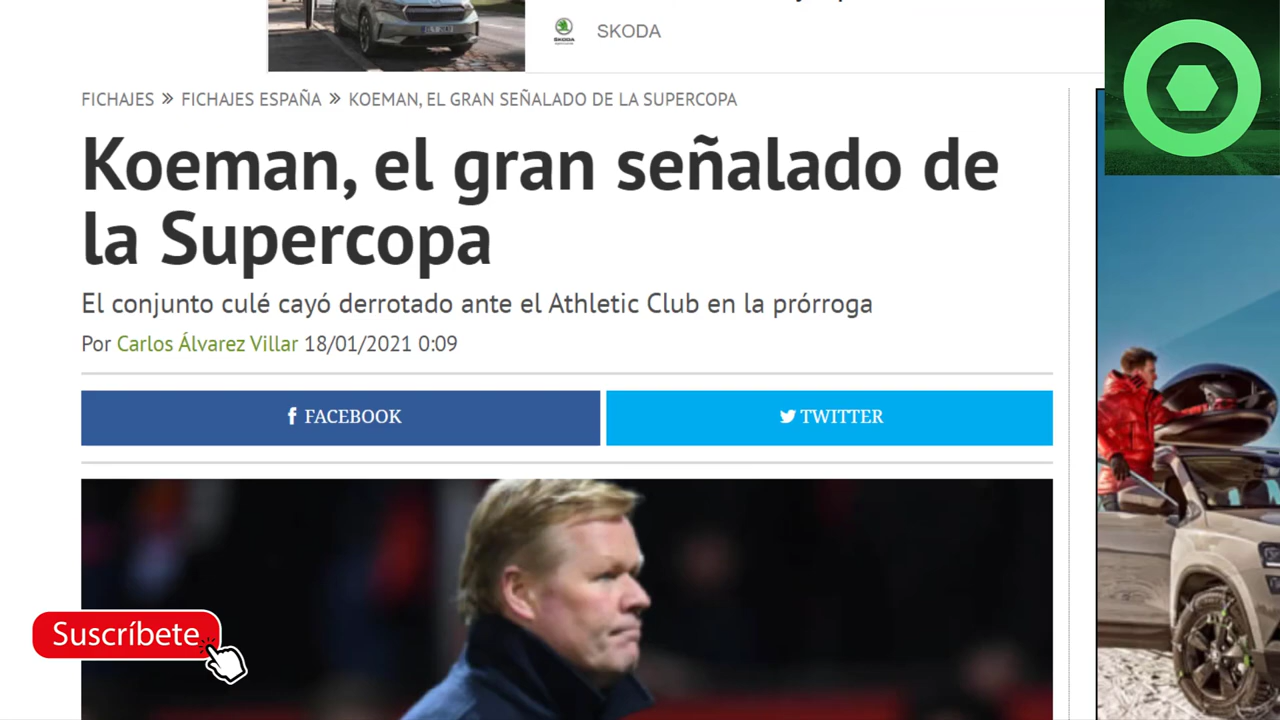 SKODA
FICHAJES » FICHAJES ESPAÑA » KOEMAN, EL GRAN SEÑALADO DE LA SUPERCOPA
Koeman, el gran señalado de
la Supercopa
El conjunto culé cayó derrotado ante el Athletic Club en la prórroga
Por Carlos Álvarez Villar 18/01/2021 0:09
FACEBOOK
TWITTER
Suscríbete